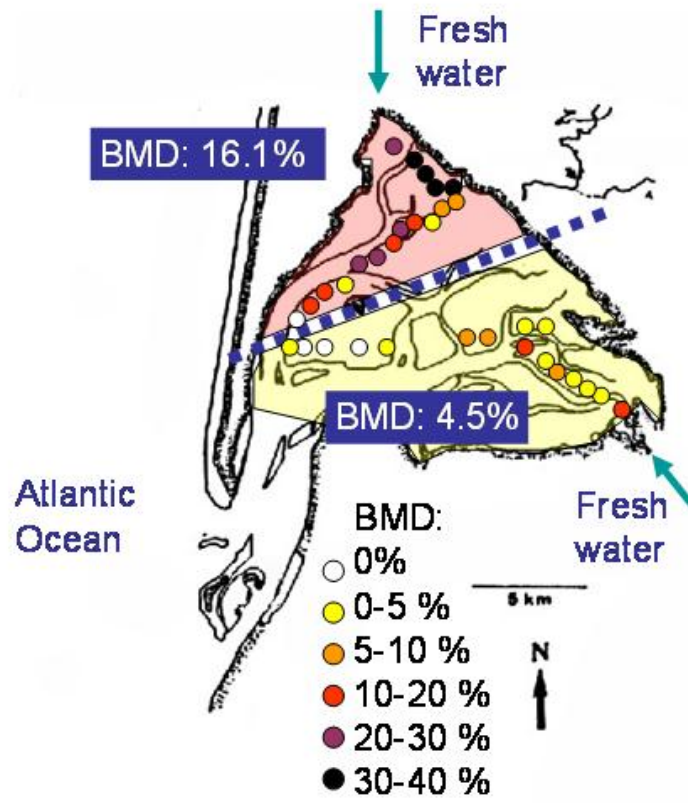 Fresh
water
BMD: 16.1%
BMD: 4.5%
Atlantic
Ocean
Fresh
water
BMD:
0%
0-5 %
5-10 %
10-20 %
20-30 %
30-40 %
5 km
N